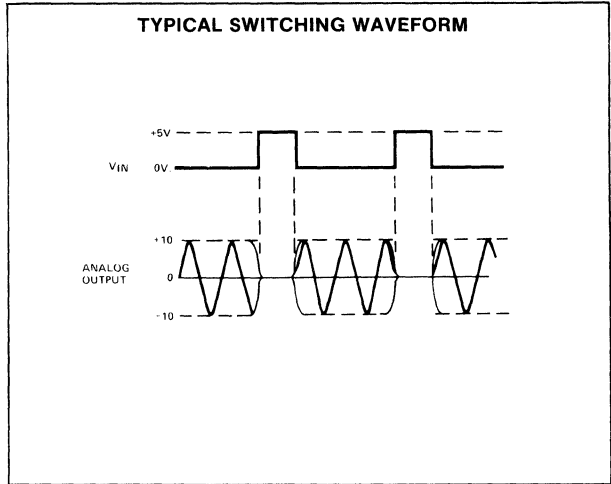 TYPICAL SWITCHING WAVEFORM
+5V
VIN 0V.
+10
ANALOG
OUTPUT
0
-10